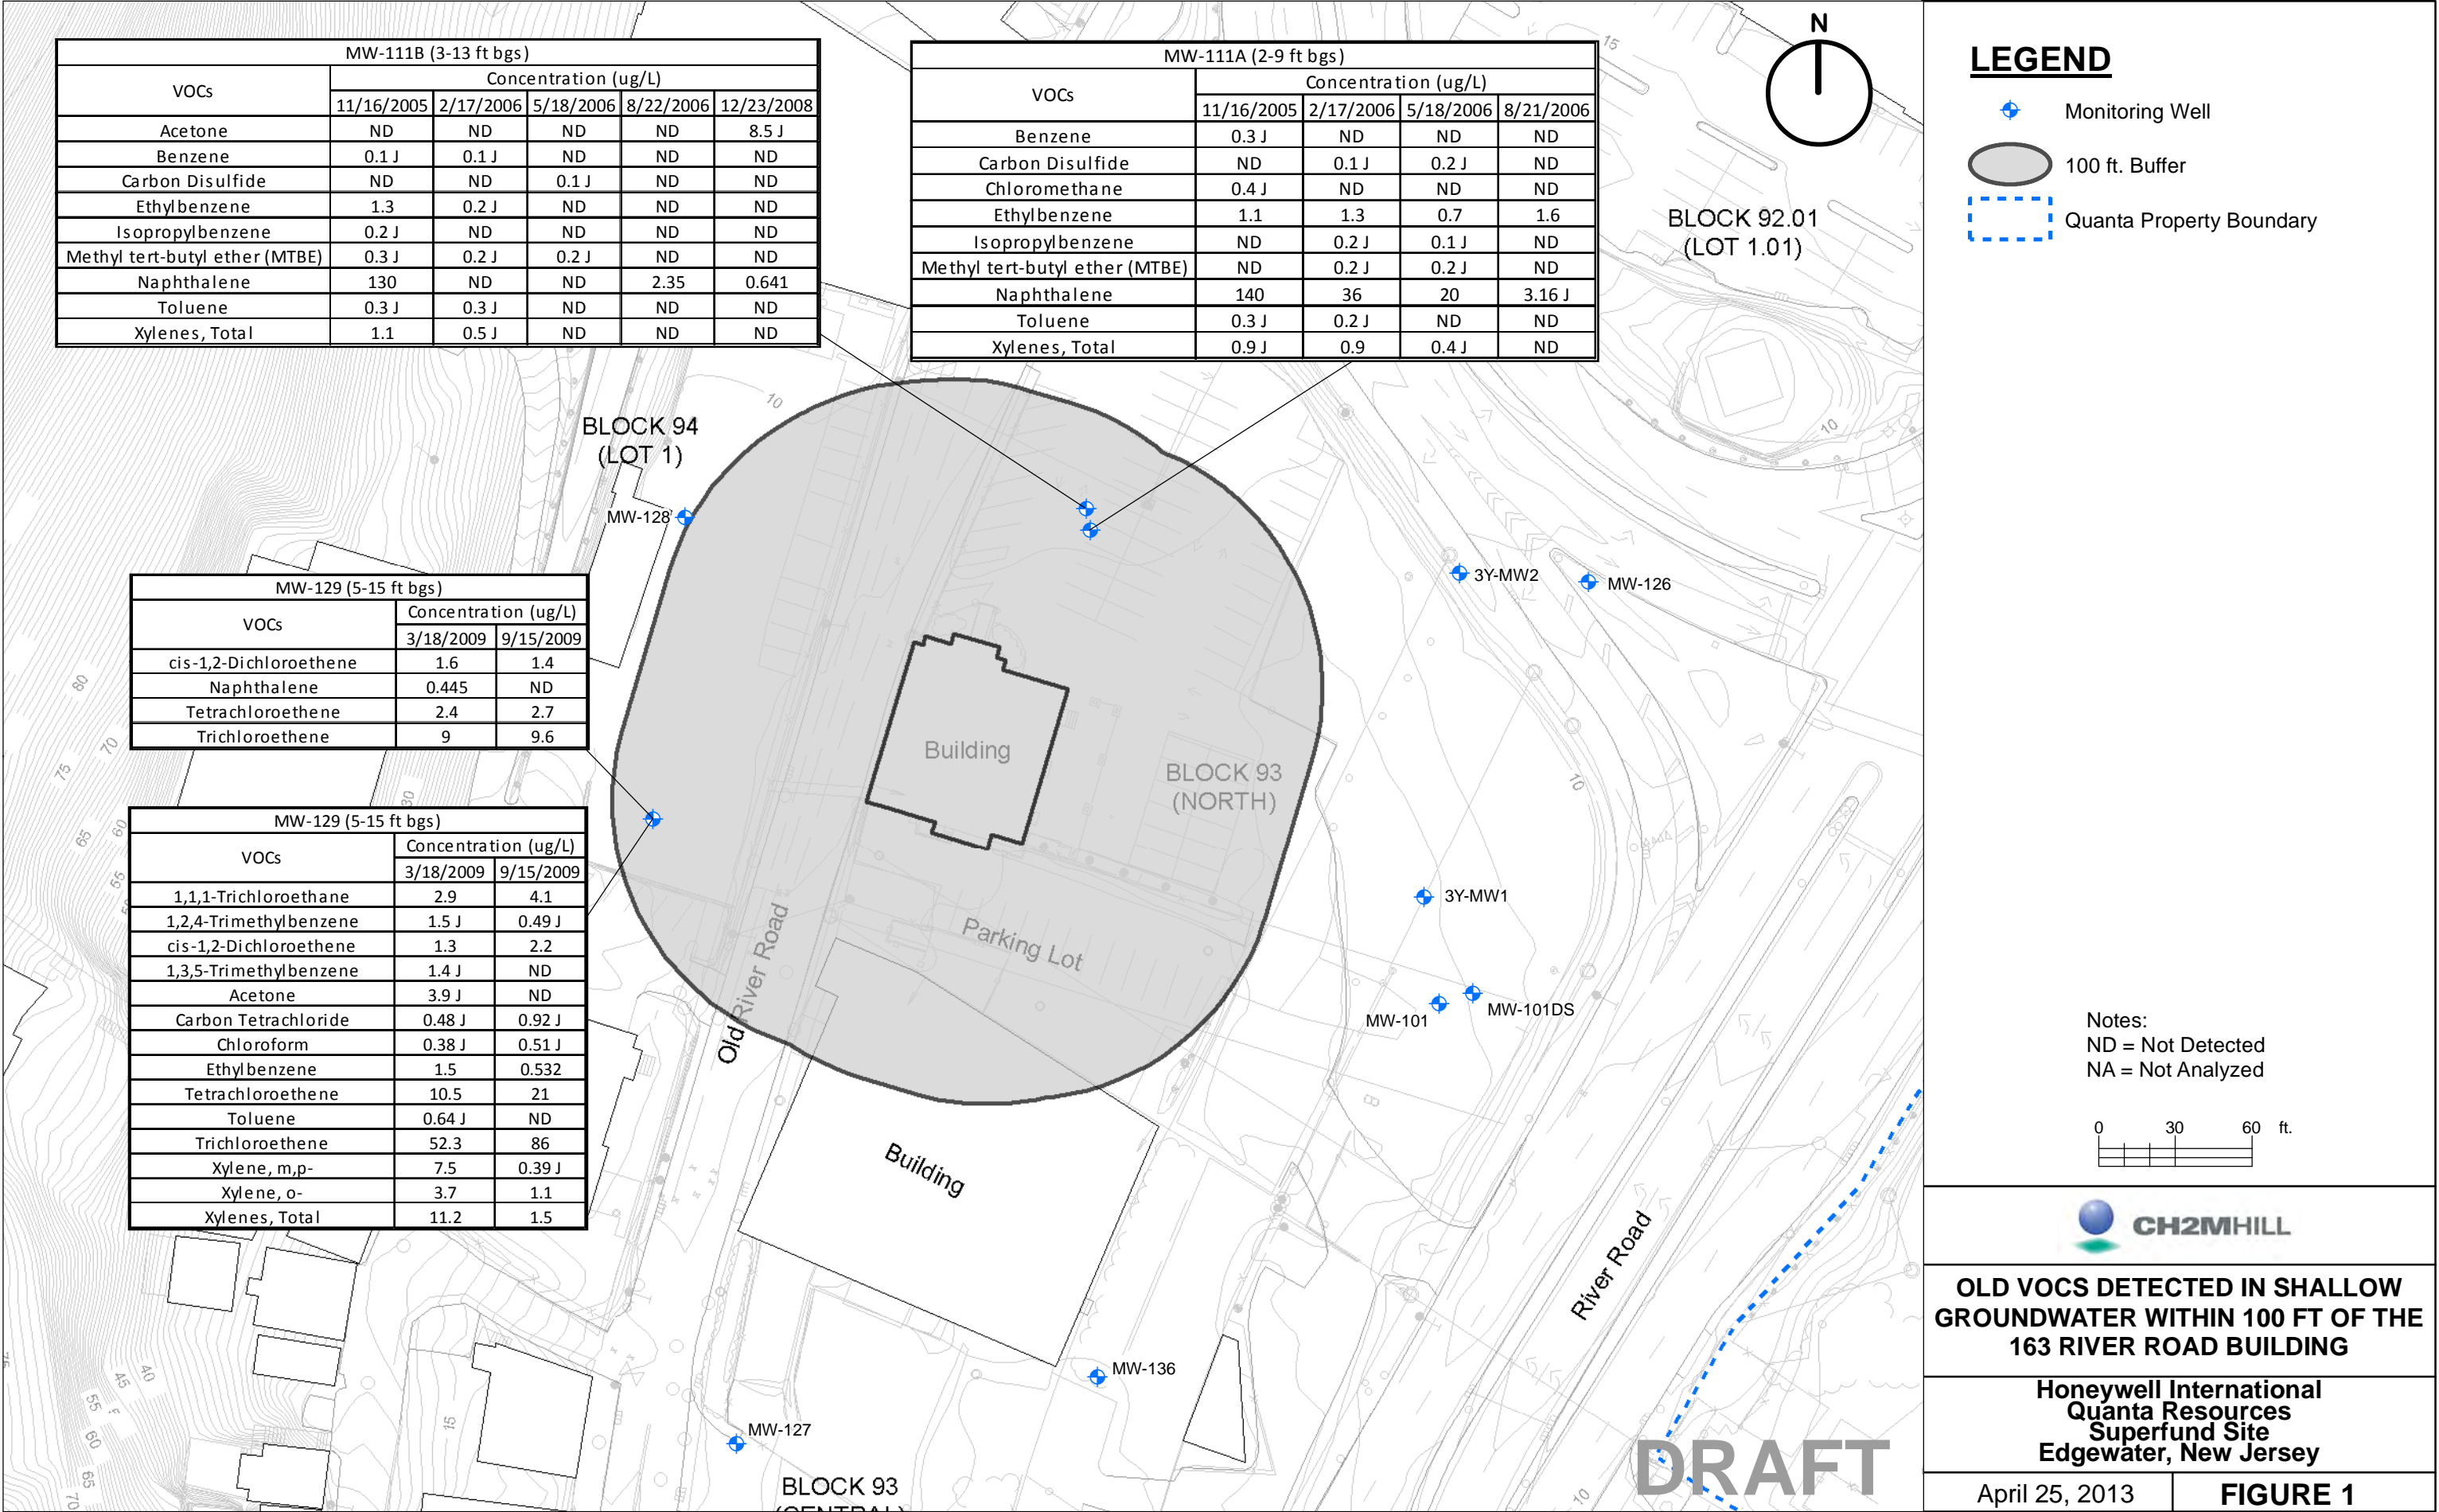 MW-111B (3-13 ft bgs)
VOCs Concentration (ug/L)
11/16/2005 2/17/2006 5/18/2006 8/22/2006 12/23/2008
Acetone ND ND ND ND 8.5 J
Benzene 0.1 J 0.1 J ND ND ND
Carbon Disulfide ND ND 0.1 J ND ND
Ethylbenzene 1.3 0.2 J ND ND ND
Isopropylbenzene 0.2 J ND ND ND ND
Methyl tert-butyl ether (MTBE) 0.3 J 0.2 J 0.2 J ND ND
Naphthalene 130 ND ND 2.35 0.641
Toluene 0.3 J 0.3 J ND ND ND
Xylenes, Total 1.1 0.5 J ND ND ND
MW-111A (2-9 ft bgs)
VOCs Concentration (ug/L)
11/16/2005 2/17/2006 5/18/2006 8/21/2006
Benzene 0.3 J ND ND ND
Carbon Disulfide ND 0.1 J 0.2 J ND
Chloromethane 0.4 J ND ND ND
Ethylbenzene 1.1 1.3 0.7 1.6
Isopropylbenzene ND 0.2 J 0.1 J ND
Methyl tert-butyl ether (MTBE) ND 0.2 J 0.2 J ND
Naphthalene 140 36 20 3.16 J
Toluene 0.3 J 0.2 J ND ND
Xylenes, Total 0.9 J 0.9 0.4 J ND
N
15
BLOCK 92.01
(LOT 1.01)
10
10
BLOCK 94
(LOT 1)
MW-128
3Y-MW2
MW-126
MW-129 (5-15 ft bgs)
VOCs Concentration (ug/L)
3/18/2009 9/15/2009
cis-1,2-Dichloroethene 1.6 1.4
Naphthalene 0.445 ND
Tetrachloroethene 2.4 2.7
Trichloroethene 9 9.6
80
70
75
65
60
55
30
Building
BLOCK 93
(NORTH)
10
MW-129 (5-15 ft bgs)
VOCs Concentration (ug/L)
3/18/2009 9/15/2009
1,1,1-Trichloroethane 2.9 4.1
1,2,4-Trimethylbenzene 1.5 J 0.49 J
cis-1,2-Dichloroethene 1.3 2.2
1,3,5-Trimethylbenzene 1.4 J ND
Acetone 3.9 J ND
Carbon Tetrachloride 0.48 J 0.92 J
Chloroform 0.38 J 0.51 J
Ethylbenzene 1.5 0.532
Tetrachloroethene 10.5 21
Toluene 0.64 J ND
Trichloroethene 52.3 86
Xylene, m,p- 7.5 0.39 J
Xylene, o- 3.7 1.1
Xylenes, Total 11.2 1.5
3Y-MW1
Parking Lot
Old River Road
MW-101
MW-101DS
Building
River Road
MW-136
MW-127
BLOCK 93
(CENTRAL)
40
45
55
60
65
70
15
10
DRAFT
LEGEND
Monitoring Well
100 ft. Buffer
Quanta Property Boundary
Notes:
ND = Not Detected
NA = Not Analyzed
0 30 60 ft.
CH2MHILL
OLD VOCS DETECTED IN SHALLOW
GROUNDWATER WITHIN 100 FT OF THE
163 RIVER ROAD BUILDING
Honeywell International
Quanta Resources
Superfund Site
Edgewater, New Jersey
April 25, 2013
FIGURE 1